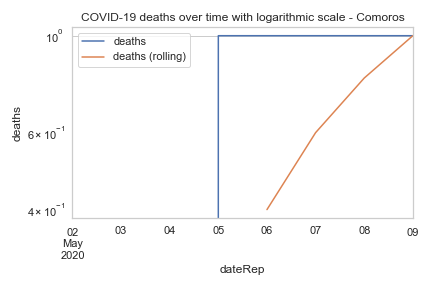 COVID-19 deaths over time with logarithmic scale - Comoros
deaths
deaths (rolling)
10⁰
6 × 10⁻¹
4 × 10⁻¹
deaths
02 03 04 05 06 07 08 09
May
2020
dateRep